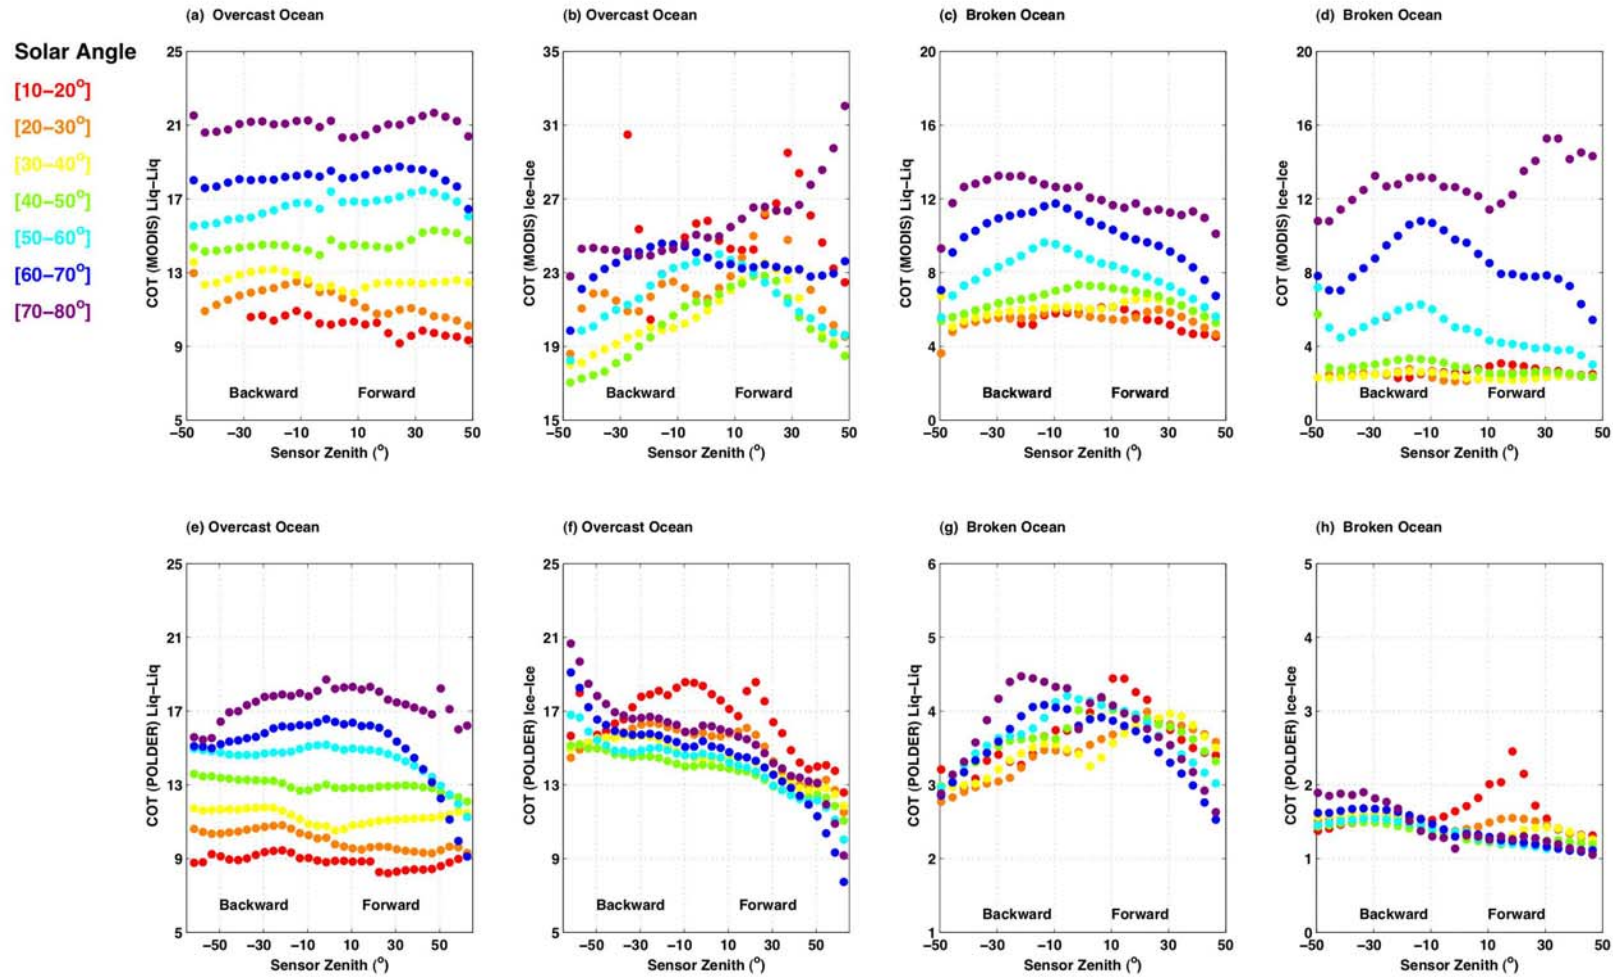 (a) Overcast Ocean
(b) Overcast Ocean
(c) Broken Ocean
(d) Broken Ocean
Solar Angle
[10−20°]
[20−30°]
[30−40°]
[40−50°]
[50−60°]
[60−70°]
[70−80°]
COT (MODIS) Liq−Liq
25
21
17
13
9
5
Backward Forward
−50 −30 −10 10 30 50
Sensor Zenith (°)
COT (MODIS) Ice−Ice
35
31
27
23
19
15
Backward Forward
−50 −30 −10 10 30 50
Sensor Zenith (°)
COT (MODIS) Liq−Liq
20
16
12
8
4
0
Backward Forward
−50 −30 −10 10 30 50
Sensor Zenith (°)
COT (MODIS) Ice−Ice
20
16
12
8
4
0
Backward Forward
−50 −30 −10 10 30 50
Sensor Zenith (°)
(e) Overcast Ocean
(f) Overcast Ocean
(g) Broken Ocean
(h) Broken Ocean
COT (POLDER) Liq−Liq
25
21
17
13
9
5
Backward Forward
−50 −30 −10 10 30 50
Sensor Zenith (°)
COT (POLDER) Ice−Ice
25
21
17
13
9
5
Backward Forward
−50 −30 −10 10 30 50
Sensor Zenith (°)
COT (POLDER) Liq−Liq
6
5
4
3
2
1
Backward Forward
−50 −30 −10 10 30 50
Sensor Zenith (°)
COT (POLDER) Ice−Ice
5
4
3
2
1
0
Backward Forward
−50 −30 −10 10 30 50
Sensor Zenith (°)